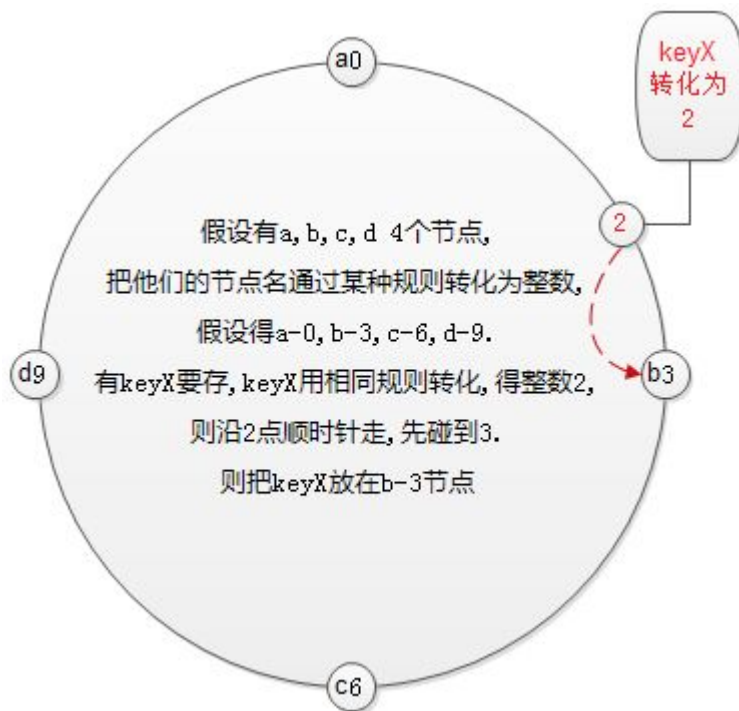 a0
keyX
转化为
2
2
假设有a,b,c,d 4个节点,
把他们的节点名通过某种规则转化为整数,
假设得a-0,b-3,c-6,d-9.
d9
b3
有keyX要存,keyX用相同规则转化,得整数2,
则沿2点顺时针走,先碰到3.
则把keyX放在b-3节点
c6